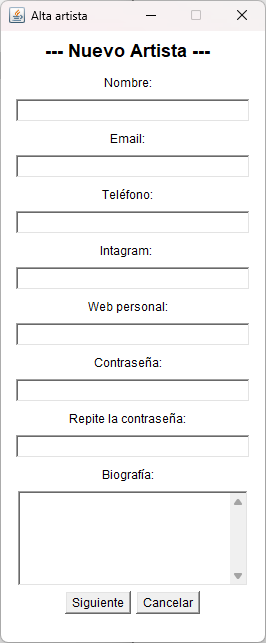 Alta artista
--- Nuevo Artista ---
Nombre:
Email:
Teléfono:
Intagram:
Web personal:
Contraseña:
Repite la contraseña:
Biografía:
Siguiente Cancelar